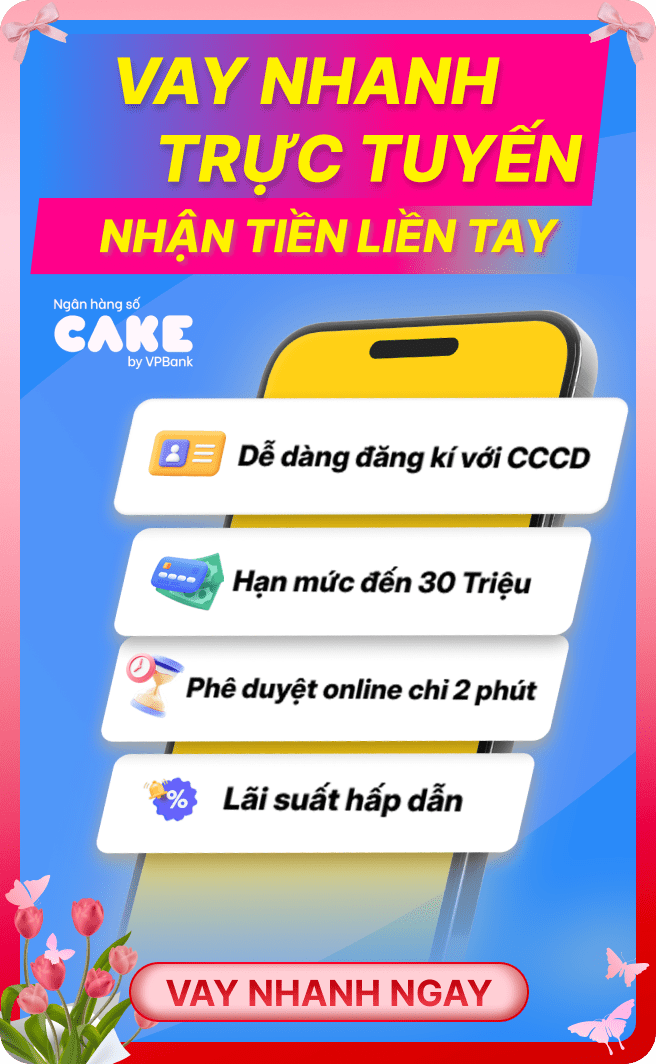 VAY NHANH
TRỰC TUYẾN
NHẬN TIỀN LIỀN TAY
Ngân hàng số
CAKE
by VPBank
Dễ dàng đăng kí với CCCD
Hạn mức đến 30 Triệu
Phê duyệt online chỉ 2 phút
%
Lãi suất hấp dẫn
VAY NHANH NGAY